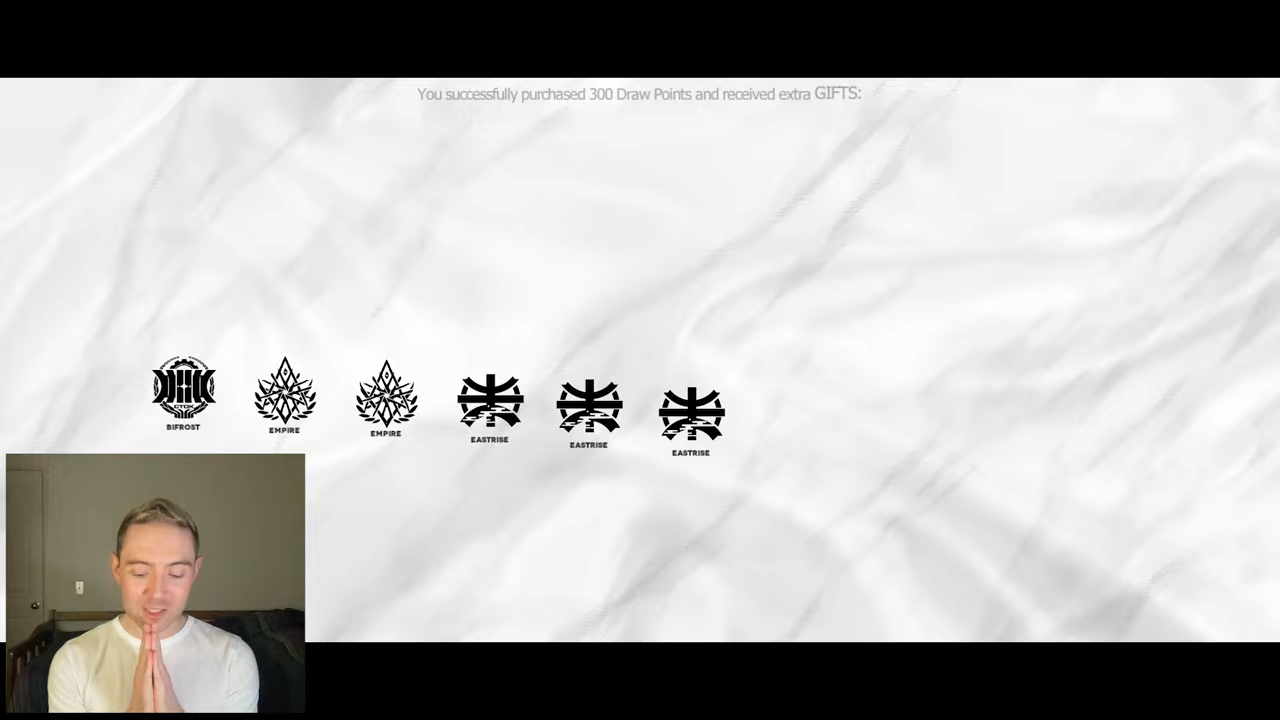 You successfully purchased 300 Draw Points and received extra GIFTS:
BIFROST
EMPIRE
EMPIRE
EASTRISE
EASTRISE
EASTRISE